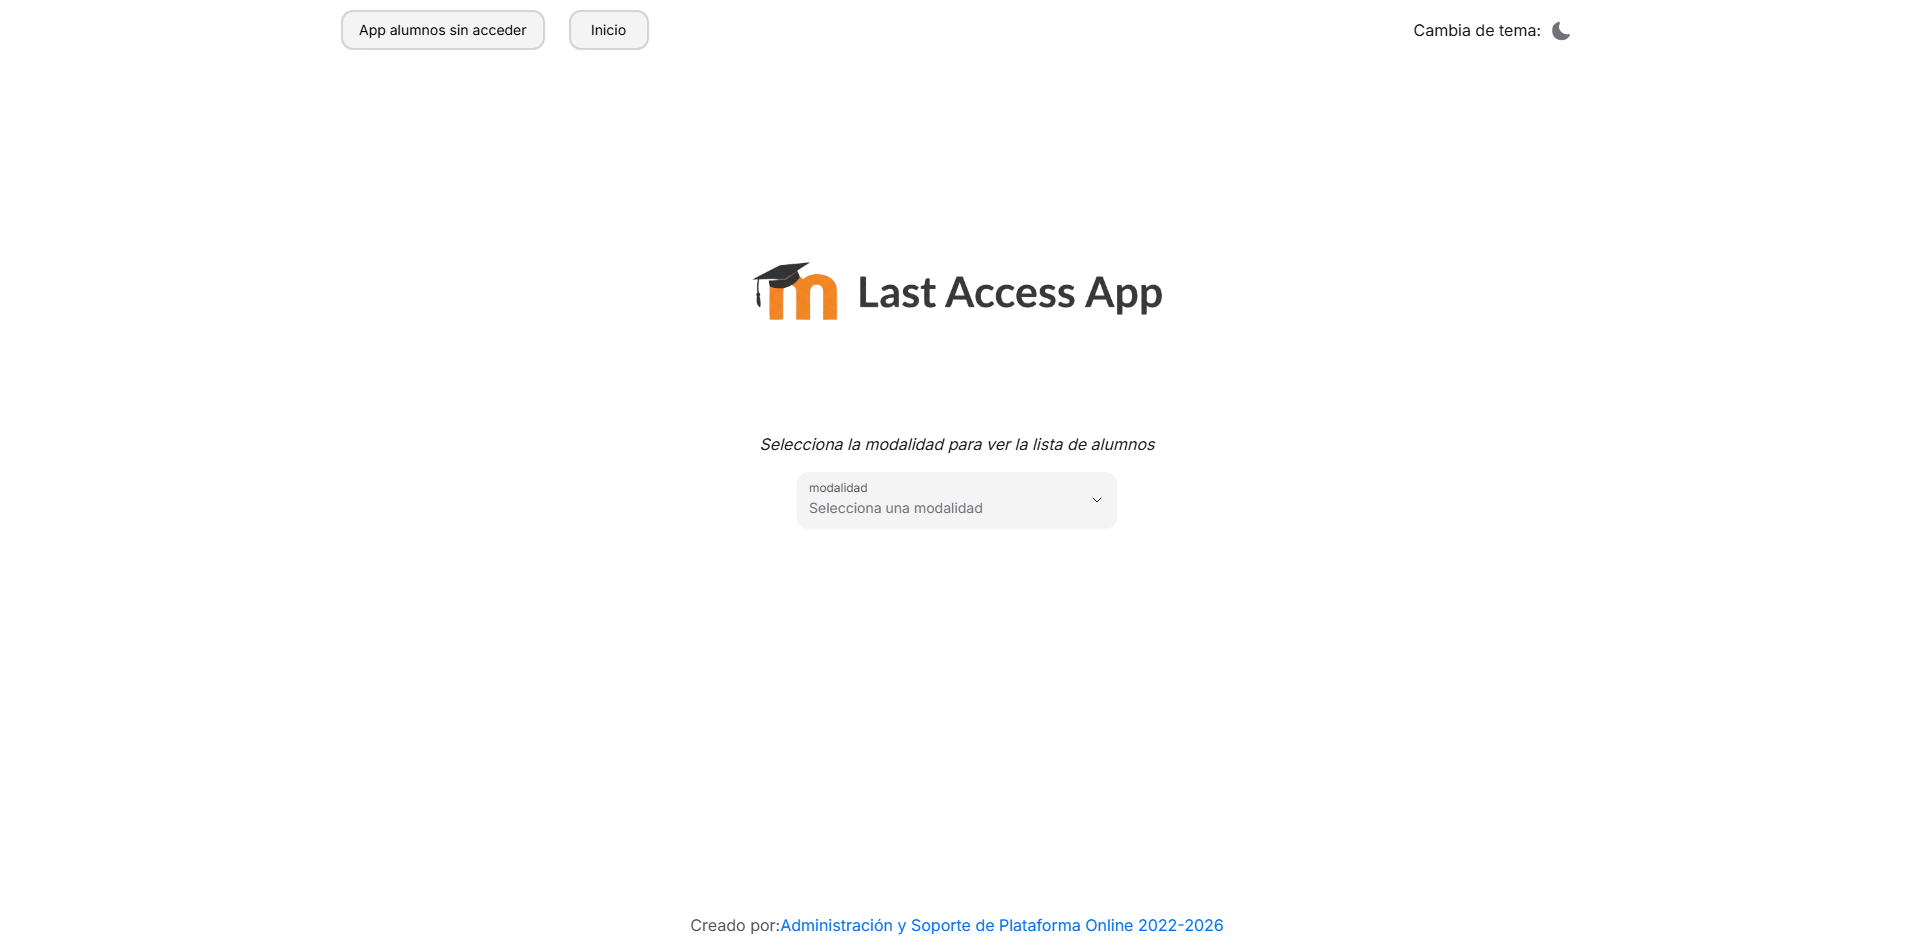 App alumnos sin acceder
Inicio
Cambia de tema:
m Last Access App
Selecciona la modalidad para ver la lista de alumnos
modalidad
Selecciona una modalidad
Creado por:Administración y Soporte de Plataforma Online 2022-2026